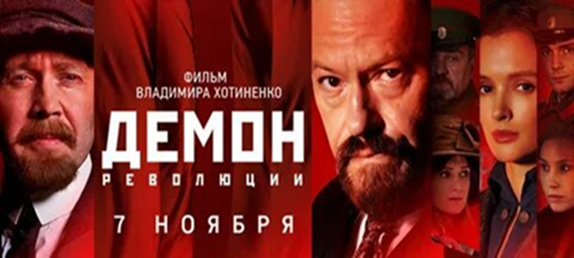 ФИЛЬМ
ВЛАДИМИРА ХОТИНЕНКО
ДЕМОН
РЕВОЛЮЦИИ
7 НОЯБРЯ